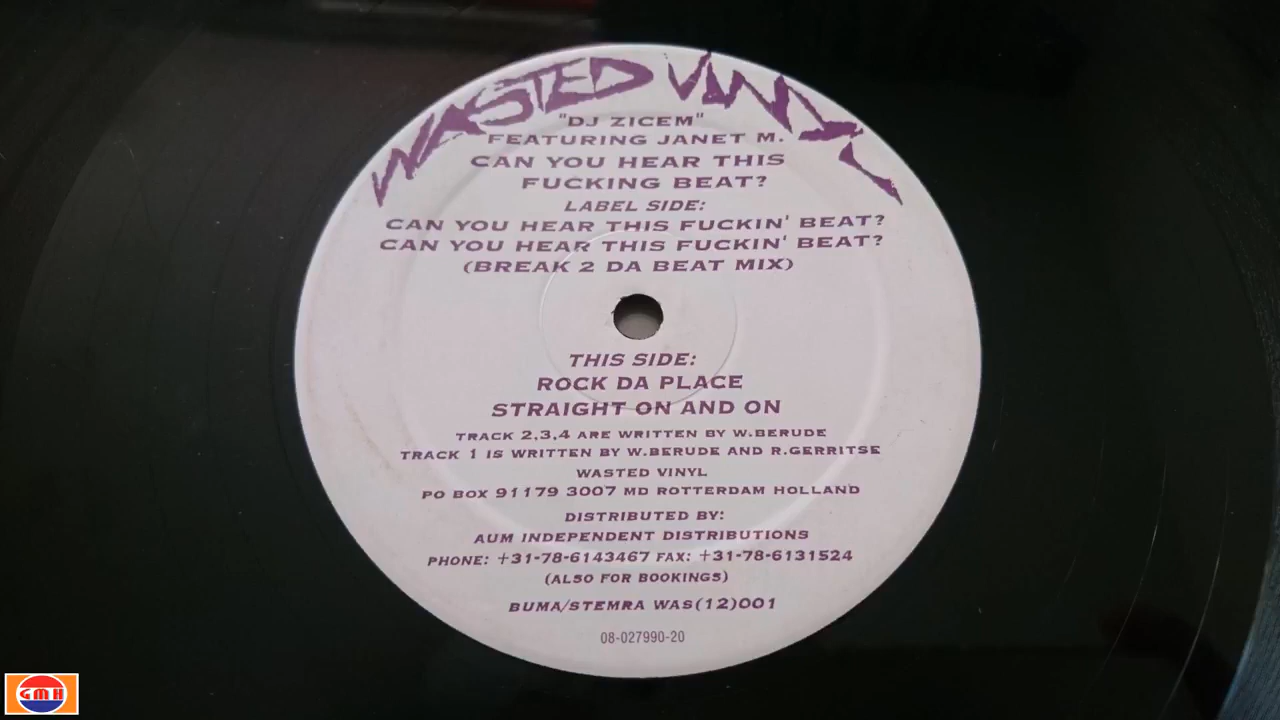 WASTED VINYL
"DJ ZICEM"
FEATURING JANET M.
CAN YOU HEAR THIS
FUCKING BEAT?
LABEL SIDE:
CAN YOU HEAR THIS FUCKIN' BEAT?
CAN YOU HEAR THIS FUCKIN' BEAT?
(BREAK 2 DA BEAT MIX)
THIS SIDE:
ROCK DA PLACE
STRAIGHT ON AND ON
TRACK 2,3,4 ARE WRITTEN BY W.BERUDE
TRACK 1 IS WRITTEN BY W.BERUDE AND R.GERRITSE
WASTED VINYL
PO BOX 91179 3007 MD ROTTERDAM HOLLAND
DISTRIBUTED BY:
AUM INDEPENDENT DISTRIBUTIONS
PHONE: +31-78-6143467 FAX: +31-78-6131524
(ALSO FOR BOOKINGS)
BUMA/STEMRA WAS(12)001
08-027990-20
GMH